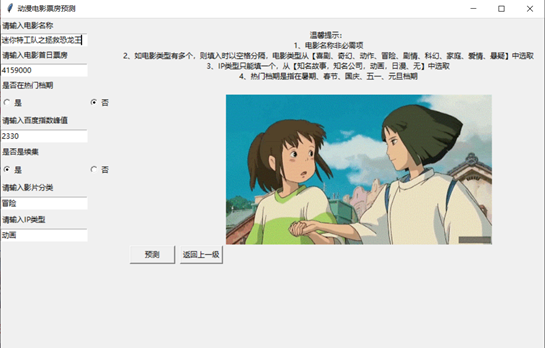 动漫电影票房预测
请输入电影名称
迷你特工队之拯救恐龙王
请输入电影首日票房
4159000
是否在热门档期
是 否
请输入百度指数峰值
2330
是否是续集
是 否
请输入影片分类
冒险
请输入IP类型
动画
温馨提示：
1、电影名称非必需项
2、如电影类型有多个，则填入时以空格分隔，电影类型从【喜剧、奇幻、动作、冒险、剧情、科幻、家庭、爱情、悬疑】中选取
3、IP类型只能填一个，从【知名故事，知名公司，动画、日漫、无】中选取
4、热门档期是指在暑期、春节、国庆、五一、元旦档期
预测 返回上一级